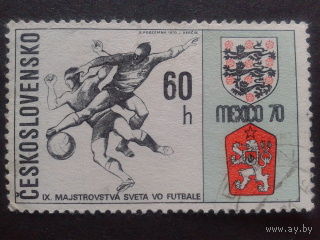 ČESKOSLOVENSKO
60
h
MEXICO 70
IX. MAJSTROVSTVA SVETA VO FUTBALE